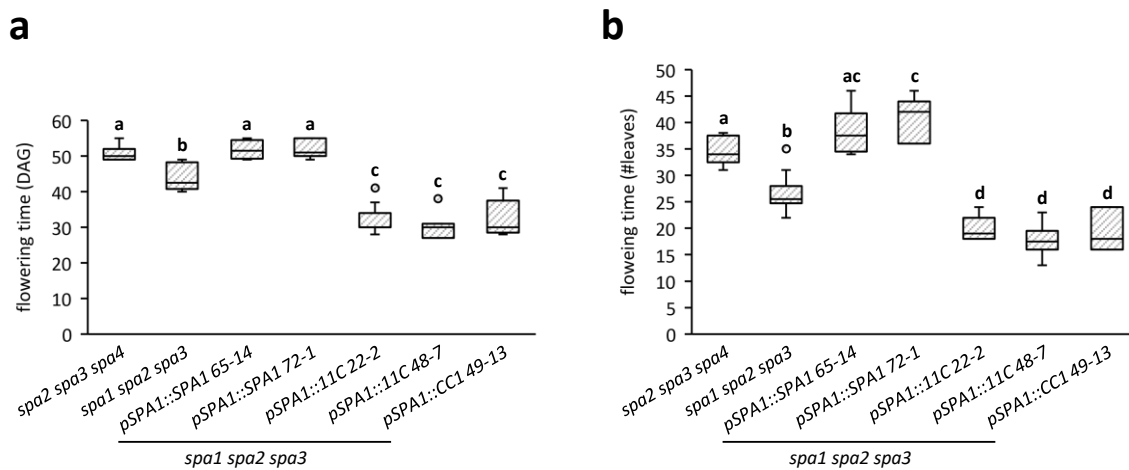 a
flowering time (DAG)
60
50
40
30
20
10
0
a
b
a
a
c
c
c
spa2 spa3 spa4
spa1 spa2 spa3
pSPA1::SPA1 65-14
pSPA1::SPA1 72-1
pSPA1::11C 22-2
pSPA1::11C 48-7
pSPA1::CC1 49-13
spa1 spa2 spa3
b
floweing time (#leaves)
50
45
40
35
30
25
20
15
10
5
0
a
b
ac
c
d
d
d
spa2 spa3 spa4
spa1 spa2 spa3
pSPA1::SPA1 65-14
pSPA1::SPA1 72-1
pSPA1::11C 22-2
pSPA1::11C 48-7
pSPA1::CC1 49-13
spa1 spa2 spa3